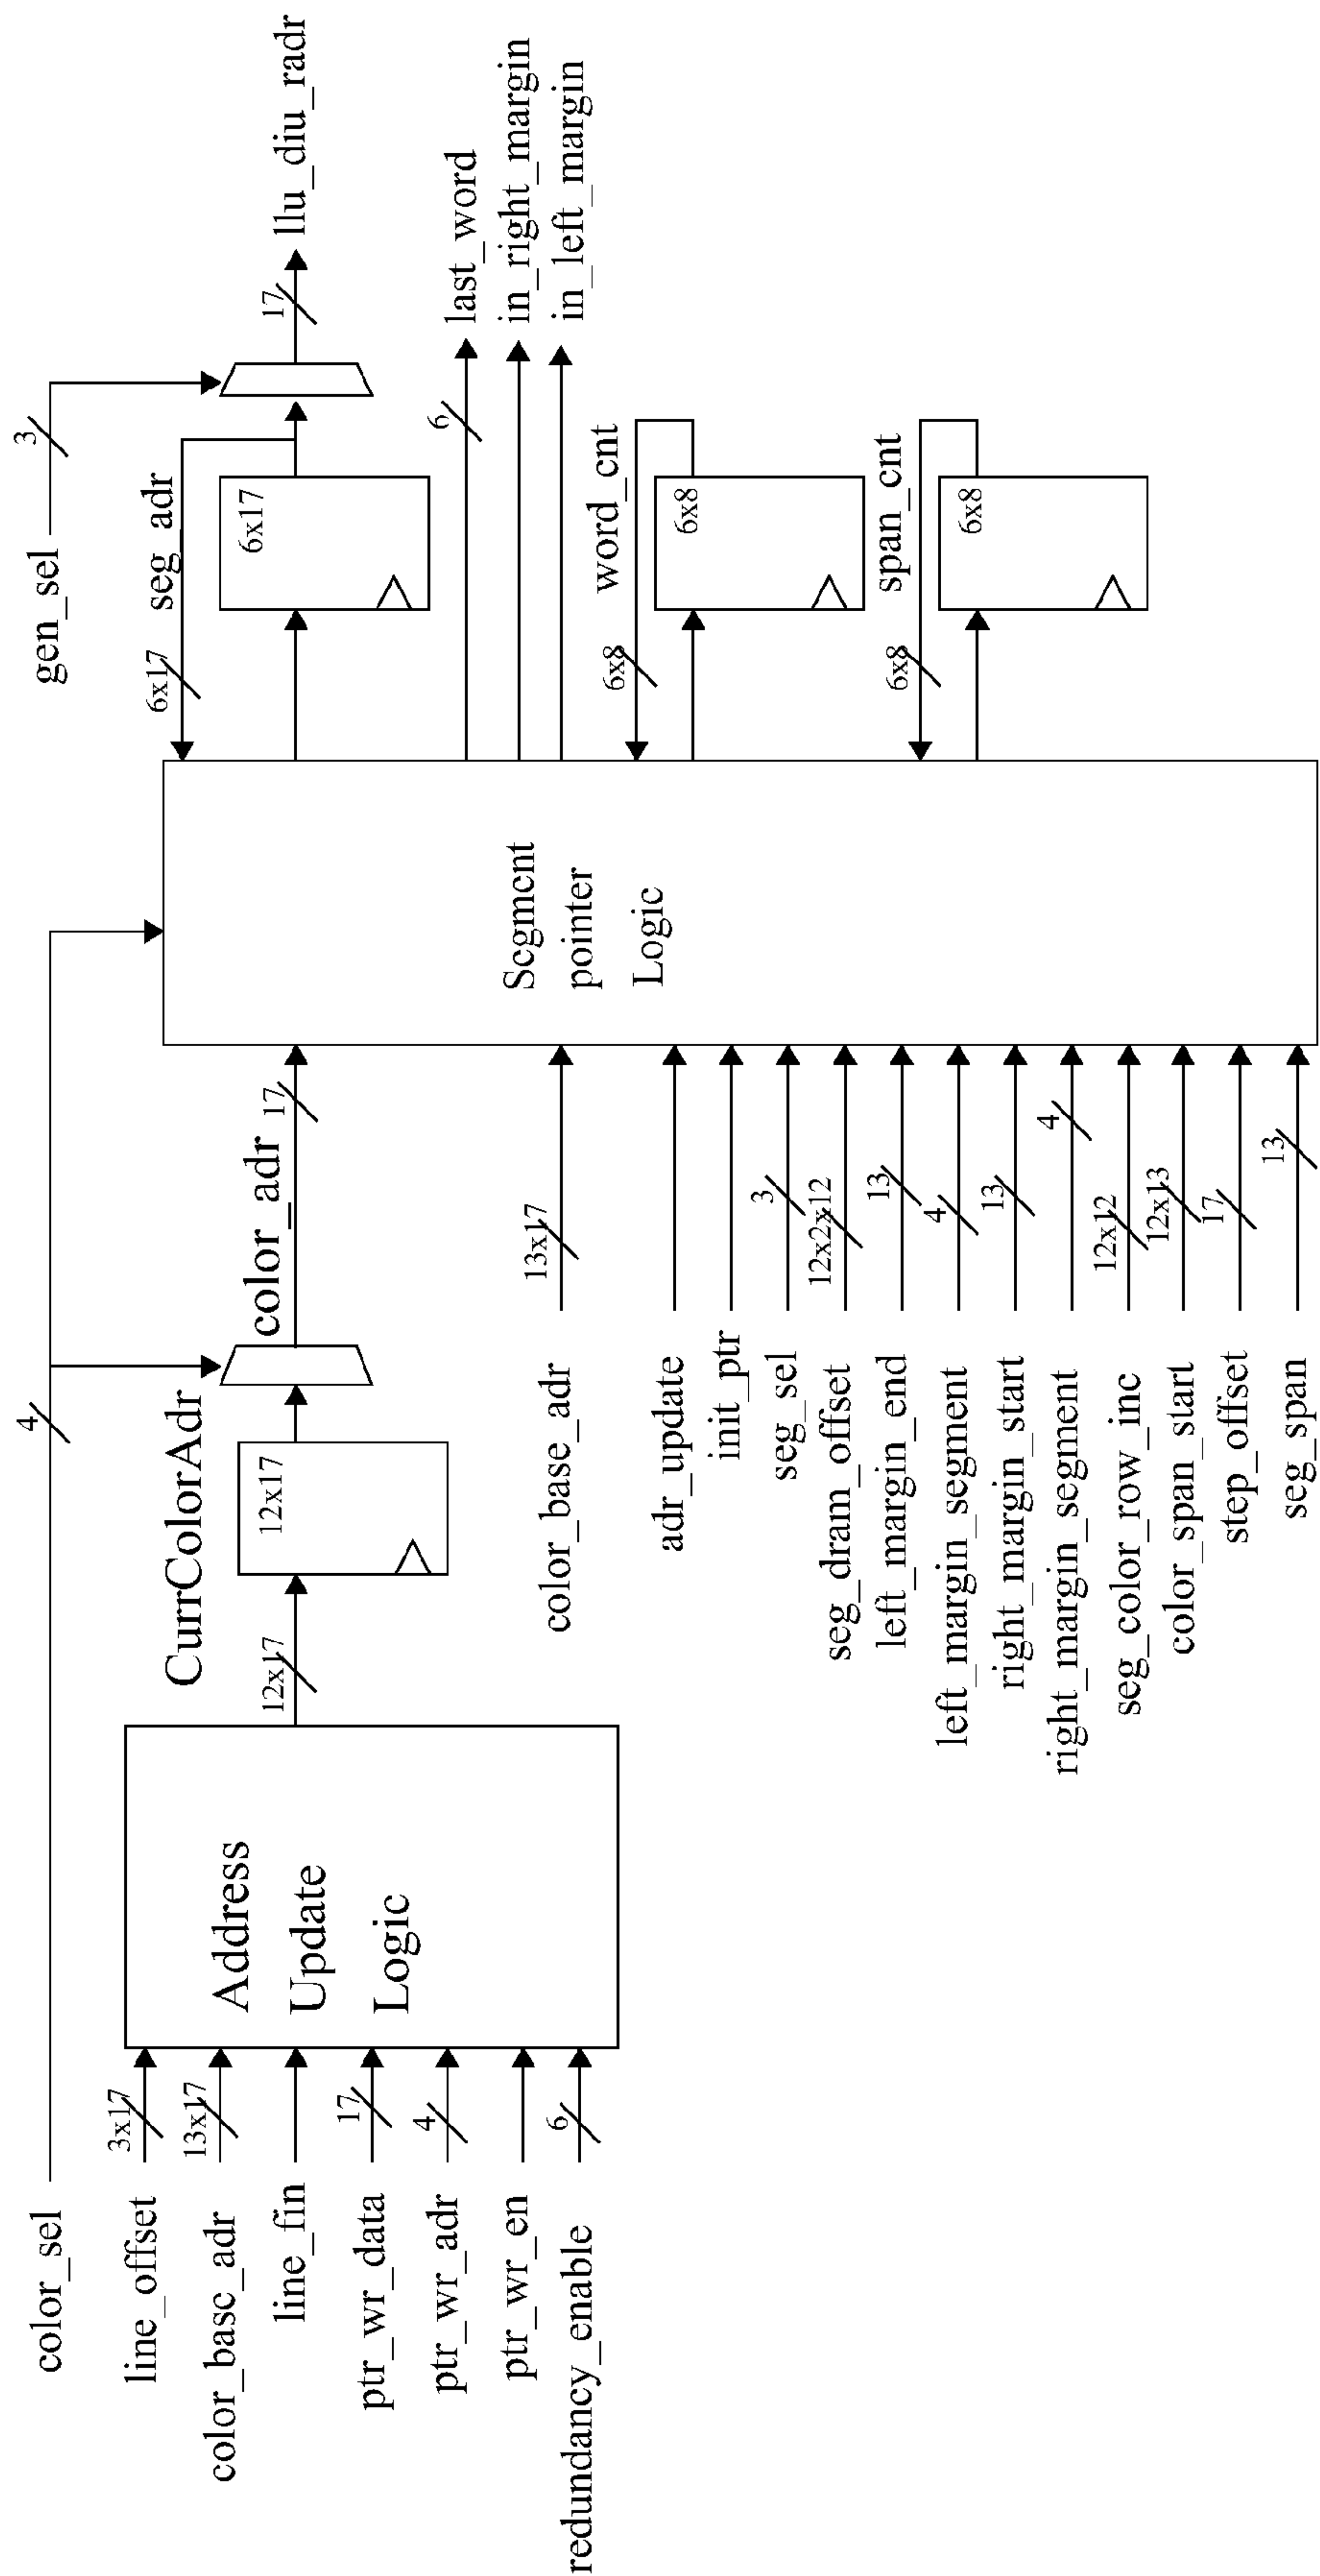 color_sel
4
gen_sel
3
line_offset
3x17
color_base_adr
13x17
line_fin
ptr_wr_data
17
ptr_wr_adr
4
ptr_wr_en
redundancy_enable
6
Address
Update
Logic
12x17
CurrColorAdr
12x17
color_adr
17
color_base_adr
13x17
adr_update
init_ptr
seg_sel
3
seg_dram_offset
12x2x12
left_margin_end
13
left_margin_segment
4
right_margin_start
13
right_margin_segment
4
seg_color_row_inc
12x12
color_span_start
12x13
step_offset
17
seg_span
13
Segment
pointer
Logic
6x17
seg_adr
6x17
17
llu_diu_radr
6
last_word
in_right_margin
in_left_margin
word_cnt
6x8
6x8
span_cnt
6x8
6x8